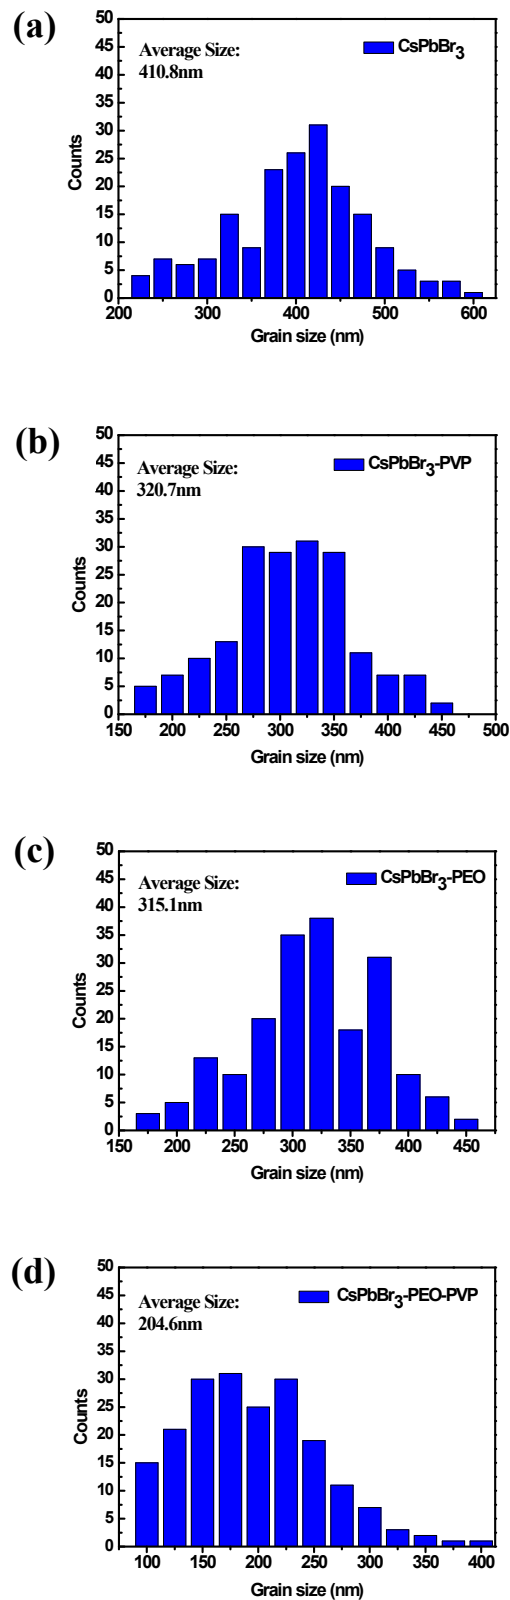 (a)
50
45
40
35
30
25
20
15
10
5
0
Counts
Average Size:
410.8nm
CsPbBr3
200 300 400 500 600
Grain size (nm)
(b)
50
45
40
35
30
25
20
15
10
5
0
Counts
Average Size:
320.7nm
CsPbBr3-PVP
150 200 250 300 350 400 450 500
Grain size (nm)
(c)
50
45
40
35
30
25
20
15
10
5
0
Counts
Average Size:
315.1nm
CsPbBr3-PEO
150 200 250 300 350 400 450
Grain size (nm)
(d)
50
45
40
35
30
25
20
15
10
5
0
Counts
Average Size:
204.6nm
CsPbBr3-PEO-PVP
100 150 200 250 300 350 400
Grain size (nm)